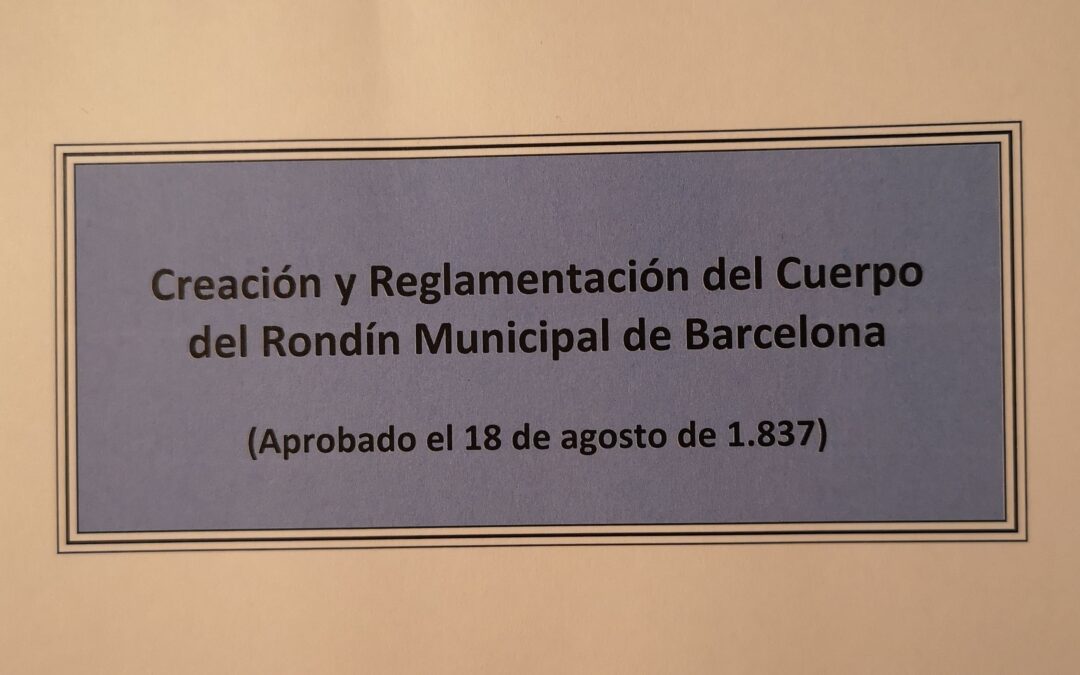 Creación y Reglamentación del Cuerpo
del Rondín Municipal de Barcelona
(Aprobado el 18 de agosto de 1.837)